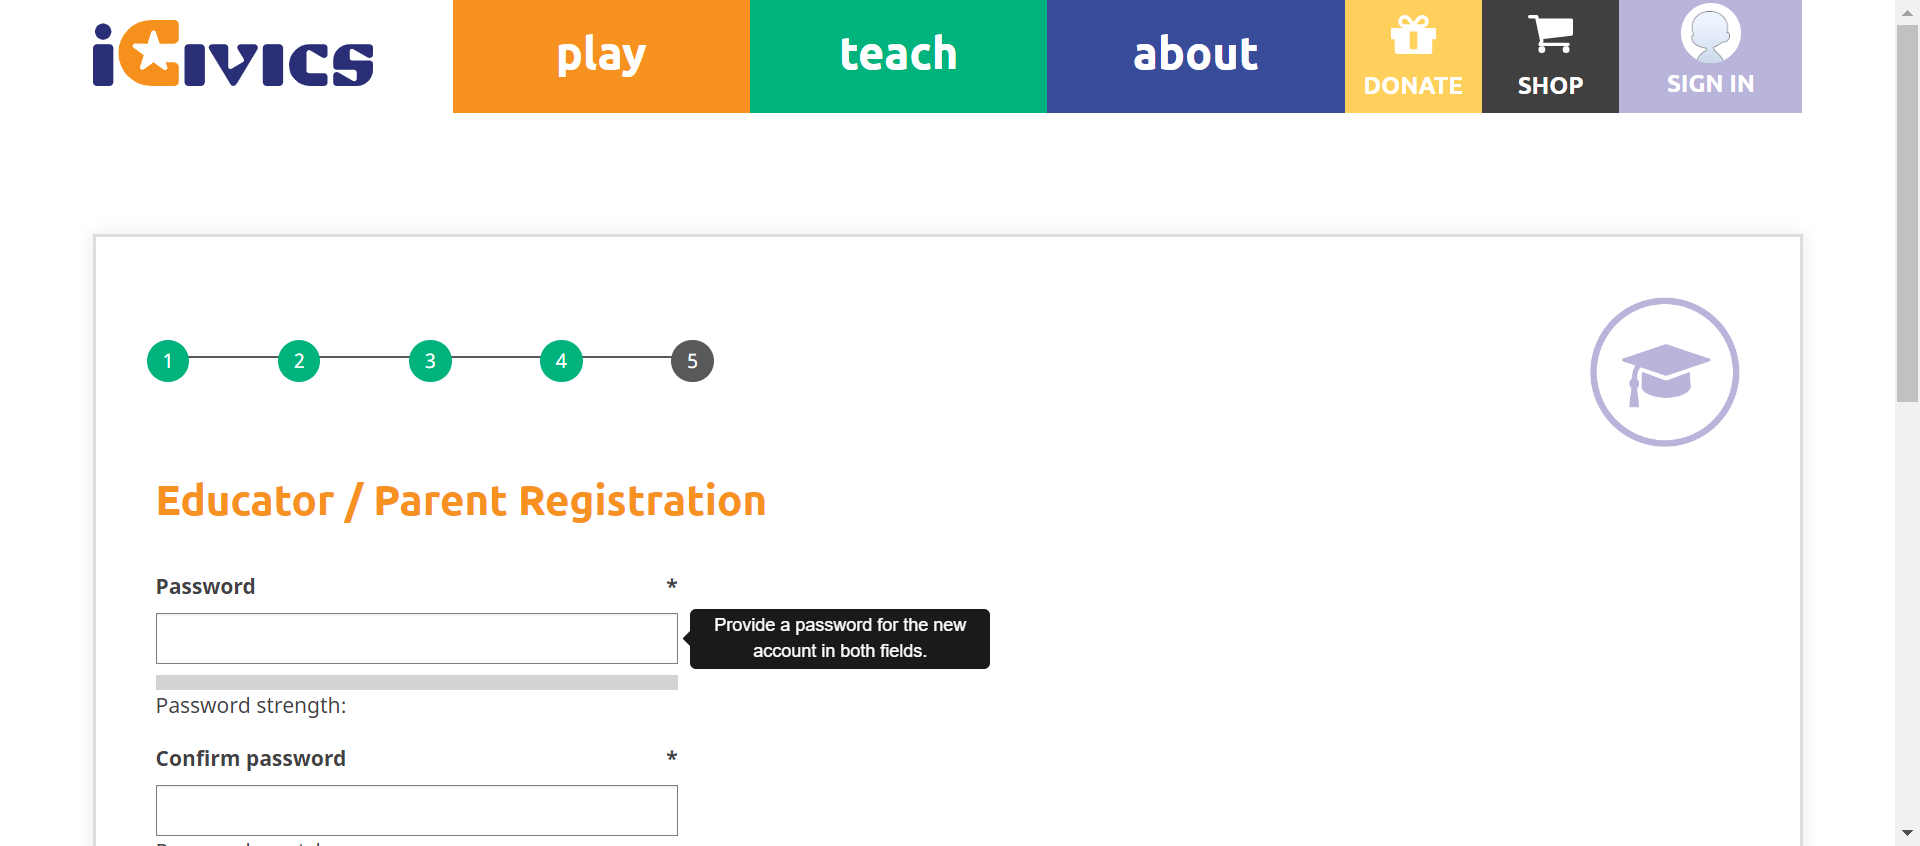 iCivics
play
teach
about
DONATE
SHOP
SIGN IN
1
2
3
4
5
Educator / Parent Registration
Password *
Provide a password for the new
account in both fields.
Password strength:
Confirm password *